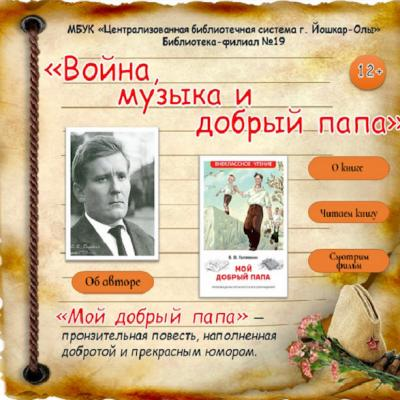 МБУК «Централизованная библиотечная система г. Йошкар-Олы»
Библиотека-филиал №19
«Война,
музыка и
добрый папа»
12+
ВНЕКЛАССНОЕ ЧТЕНИЕ
В. В. Голявкин
МОЙ
ДОБРЫЙ ПАПА
О книге
Читаем книгу
Смотрим
фильм
Об авторе
«Мой добрый папа» –
пронзительная повесть, наполненная
добротой и прекрасным юмором.